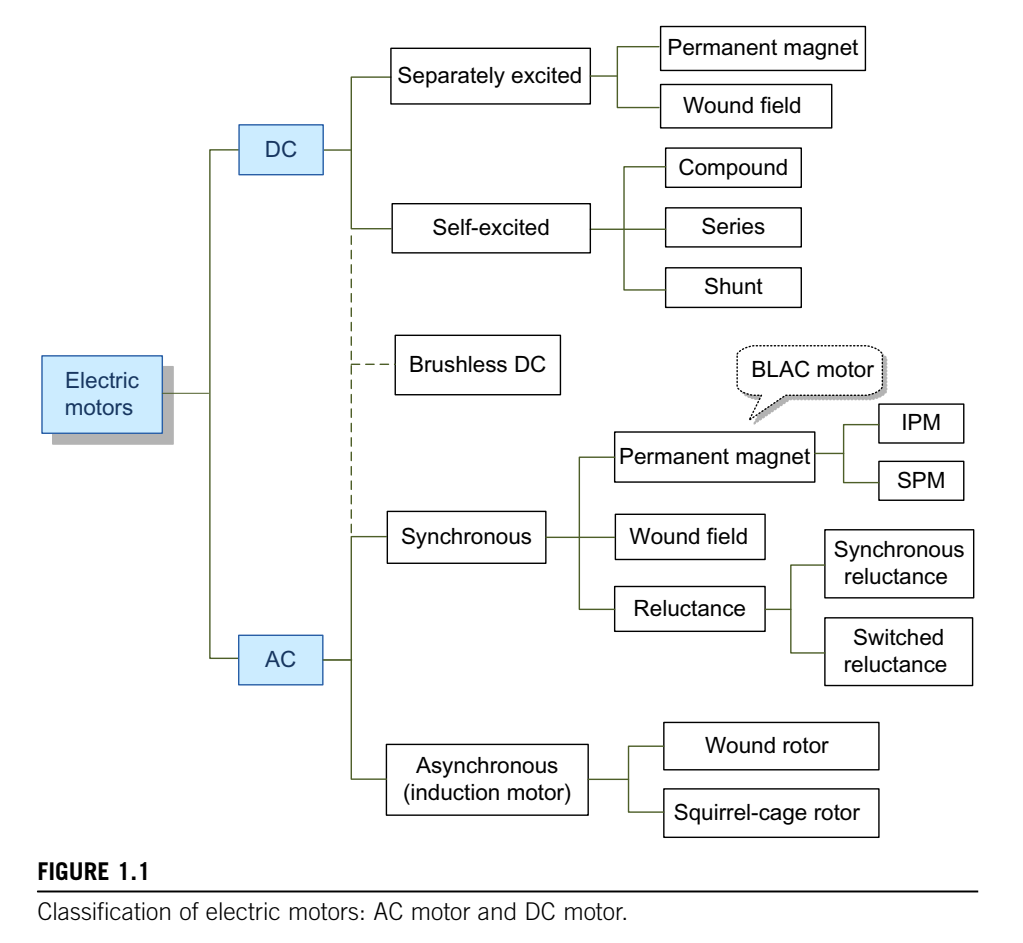 Permanent magnet
Separately excited
Wound field
DC
Compound
Self-excited
Series
Shunt
Brushless DC
BLAC motor
Electric
motors
IPM
Permanent magnet
SPM
Synchronous
Wound field
Synchronous
reluctance
Reluctance
Switched
reluctance
AC
Wound rotor
Asynchronous
(induction motor)
Squirrel-cage rotor
FIGURE 1.1
Classification of electric motors: AC motor and DC motor.